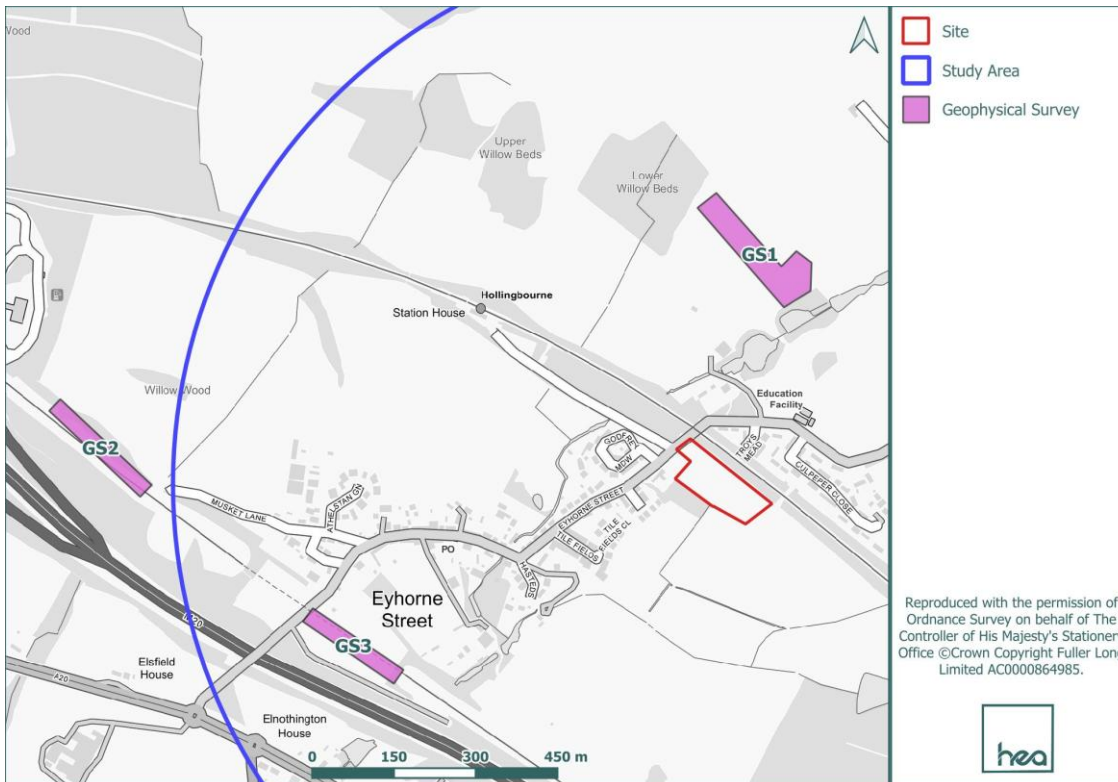 Wood
Upper
Willow Beds
Lower
Willow Beds
GS1
Hollingbourne
Station House
Willow Wood
Education
Facility
GS2
GODFREY
MDW
TROYS
MEAD
CULPEPER CLOSE
MUSKET LANE
ATHELSTAN GN
EYHORNE STREET
TILE
FIELDS CL
TILE FIELDS
PO
HASTEDS
Eyhorne
Street
GS3
M20
Elsfield
House
A20
Elnothington
House
0 150 300 450 m
Site
Study Area
Geophysical Survey
Reproduced with the permission of
Ordnance Survey on behalf of The
Controller of His Majesty's Stationer
Office ©Crown Copyright Fuller Long
Limited AC0000864985.
hea